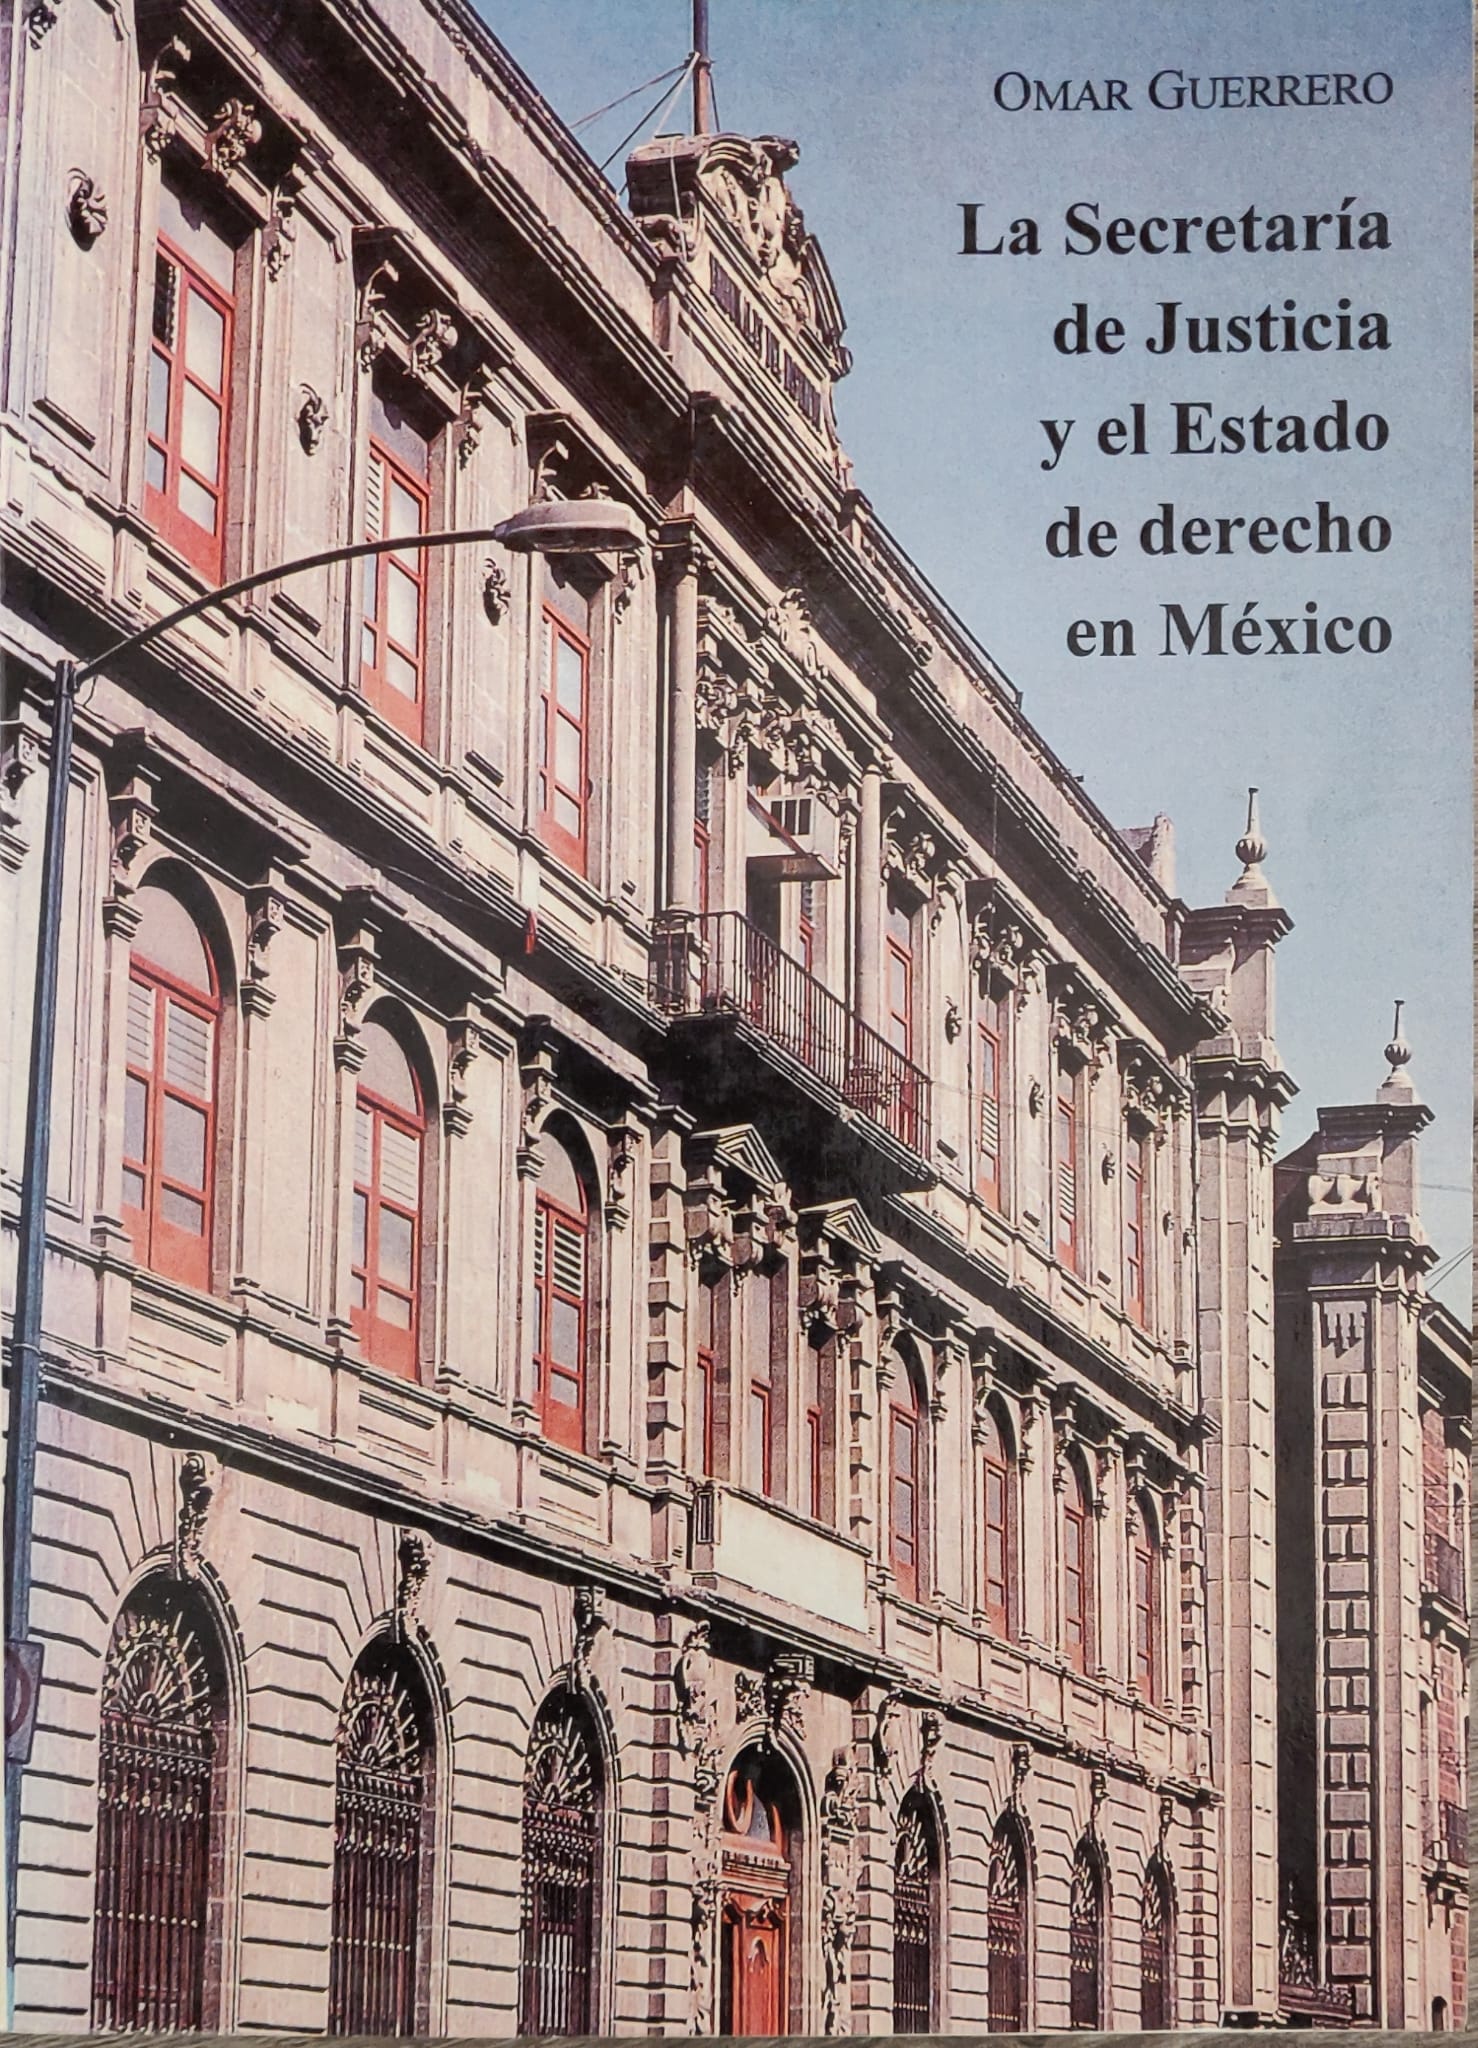 OMAR GUERRERO
La Secretaría
de Justicia
y el Estado
de derecho
en México